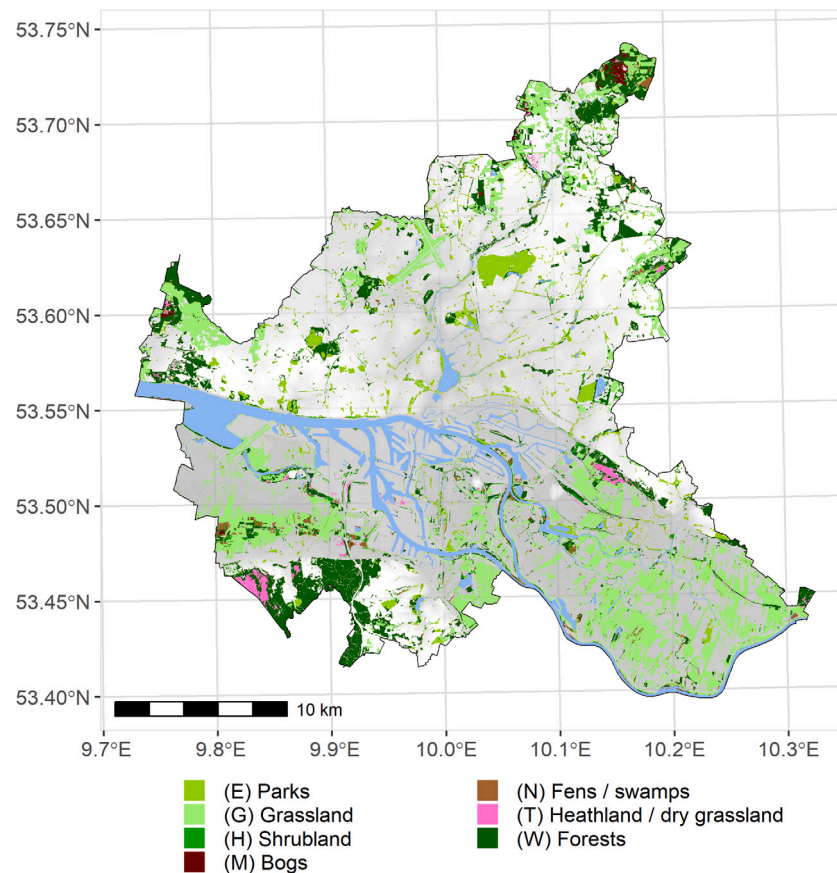 53.75°N
53.70°N
53.65°N
53.60°N
53.55°N
53.50°N
53.45°N
53.40°N
10 km
9.7°E 9.8°E 9.9°E 10.0°E 10.1°E 10.2°E 10.3°E
(E) Parks
(G) Grassland
(H) Shrubland
(M) Bogs
(N) Fens / swamps
(T) Heathland / dry grassland
(W) Forests